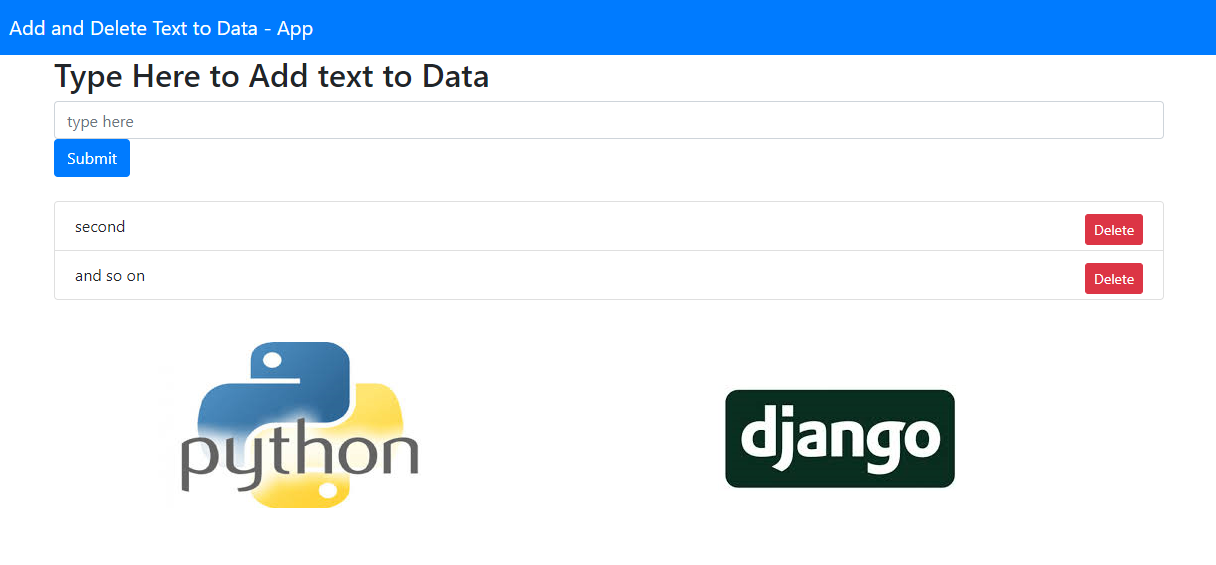 Add and Delete Text to Data - App
Type Here to Add text to Data
type here
Submit
second
Delete
and so on
Delete
python
django